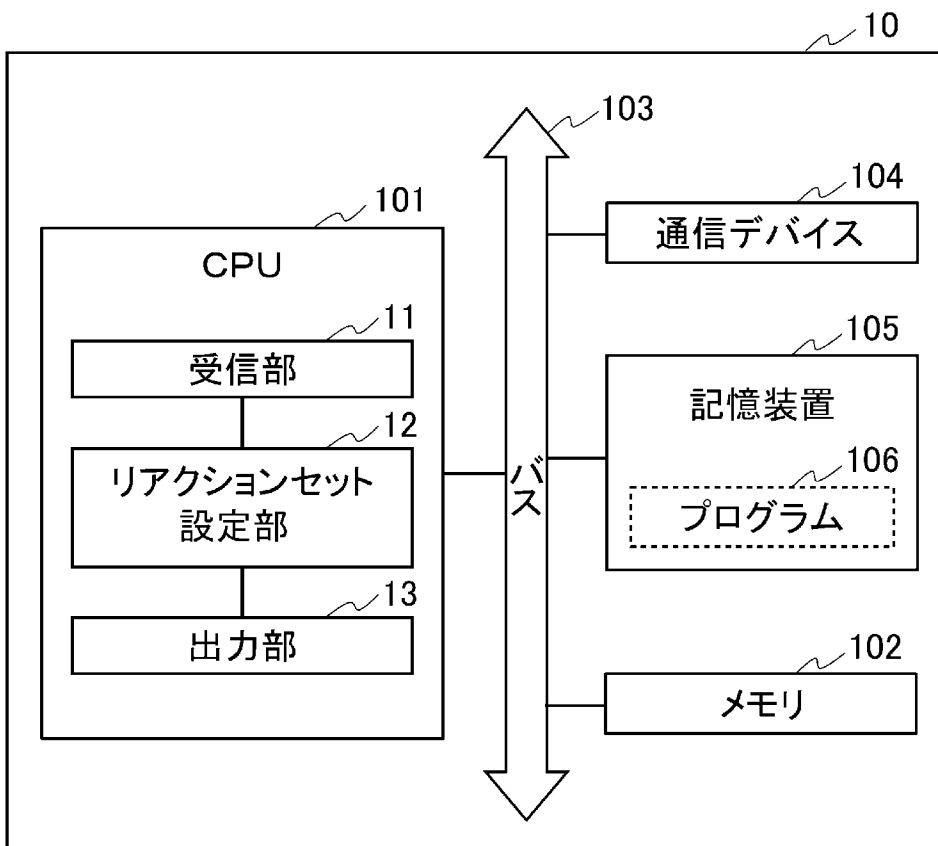 10
103
101
CPU
11
受信部
12
リアクションセット
設定部
13
出力部
バス
104
通信デバイス
105
記憶装置
106
プログラム
102
メモリ